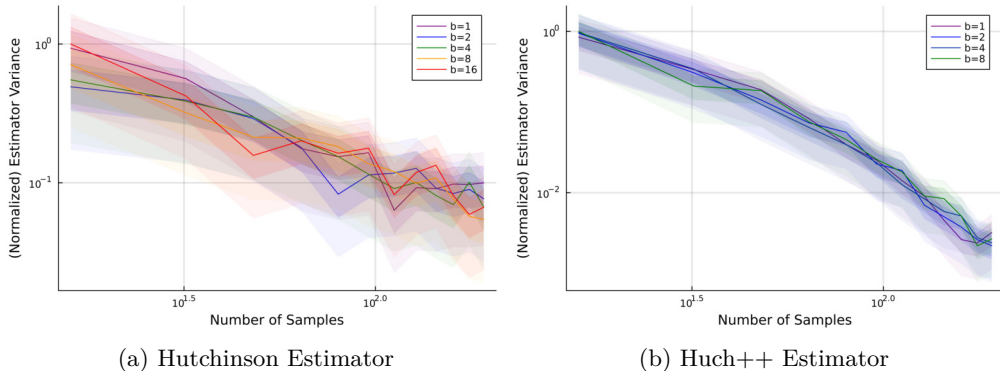 (Normalized) Estimator Variance
10^0
10^-1
b=1
b=2
b=4
b=8
b=16
10^1.5
10^2.0
Number of Samples
(a) Hutchinson Estimator
(Normalized) Estimator Variance
10^0
10^-2
b=1
b=2
b=4
b=8
10^1.5
10^2.0
Number of Samples
(b) Huch++ Estimator